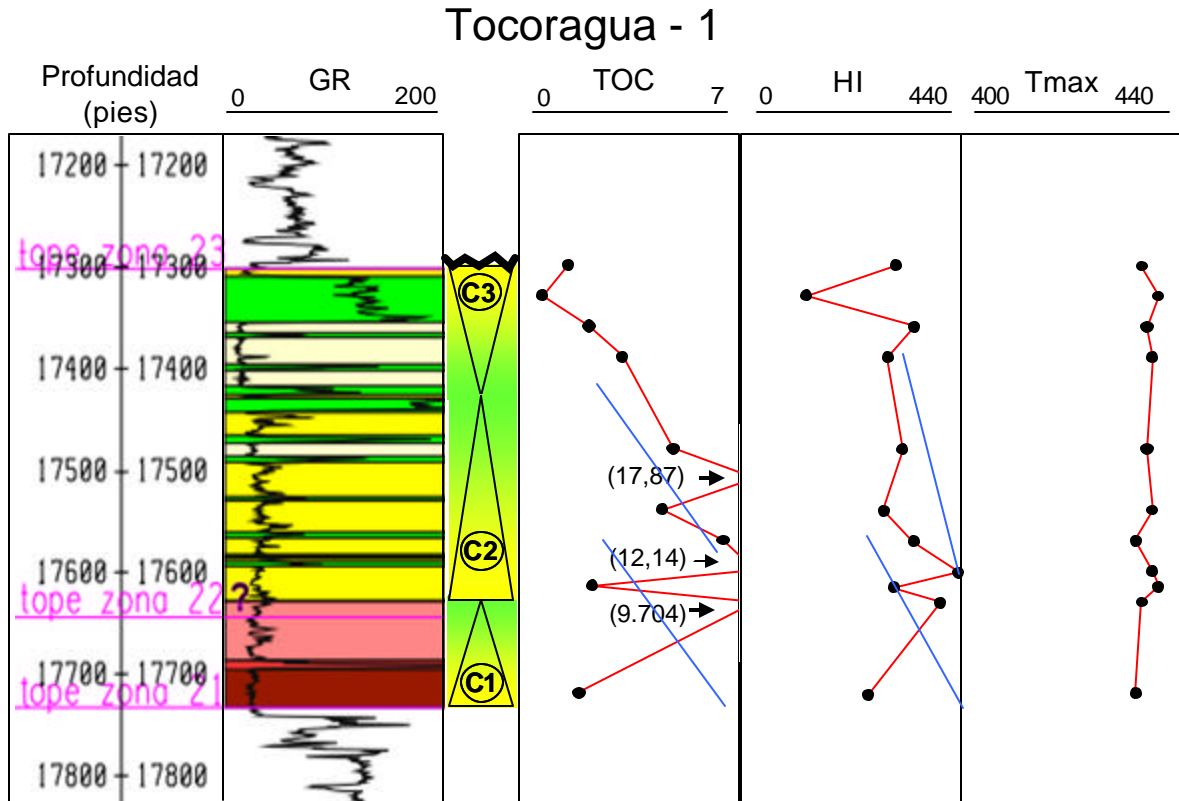 Tocoragua - 1
Profundidad
(pies)
GR
0 200
TOC
0 7
HI
0 440
Tmax
400 440
17200 17200
tope zona 23
17300 17300
C3
17400 17400
17500 17500
(17,87)
C2
(12,14)
17600 17600
tope zona 22 ?
(9.704)
17700 17700
C1
tope zona 21
17800 17800